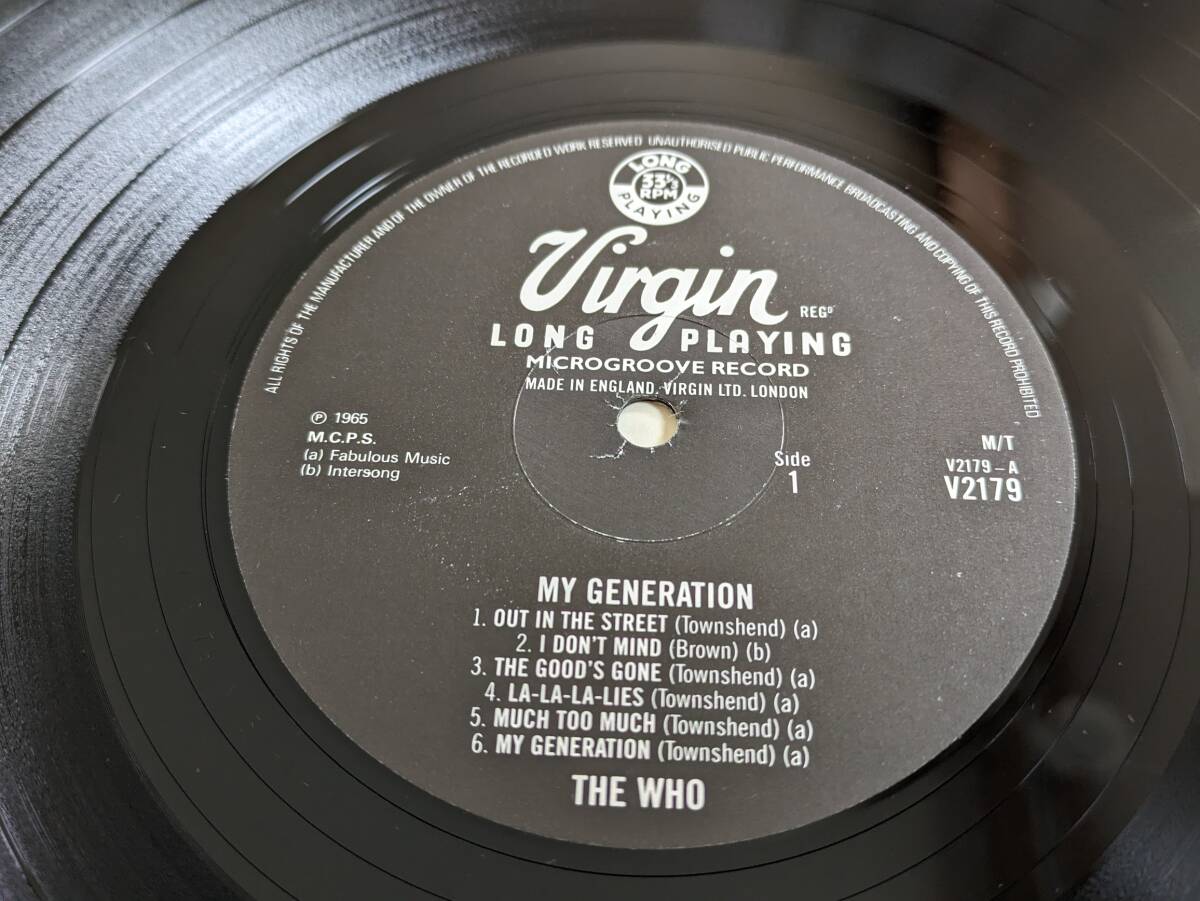 ALL RIGHTS OF THE MANUFACTURER AND OF THE OWNER OF THE RECORDED WORK RESERVED UNAUTHORISED PUBLIC PERFORMANCE BROADCASTING AND COPYING OF THIS RECORD PROHIBITED
LONG
33⅓
RPM
PLAYING
Virgin REGD
LONG PLAYING
MICROGROOVE RECORD
MADE IN ENGLAND. VIRGIN LTD. LONDON
℗ 1965
M.C.P.S.
(a) Fabulous Music
(b) Intersong
Side
1
M/T
V2179 – A
V2179
MY GENERATION
1. OUT IN THE STREET (Townshend) (a)
2. I DON'T MIND (Brown) (b)
3. THE GOOD'S GONE (Townshend) (a)
4. LA-LA-LA-LIES (Townshend) (a)
5. MUCH TOO MUCH (Townshend) (a)
6. MY GENERATION (Townshend) (a)
THE WHO